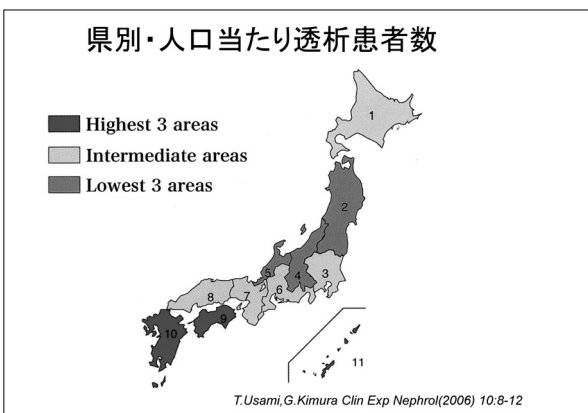 県別・人口当たり透析患者数
Highest 3 areas
Intermediate areas
Lowest 3 areas
1
2
3
4
5
6
7
8
9
10
11
T.Usami,G.Kimura Clin Exp Nephrol(2006) 10:8-12